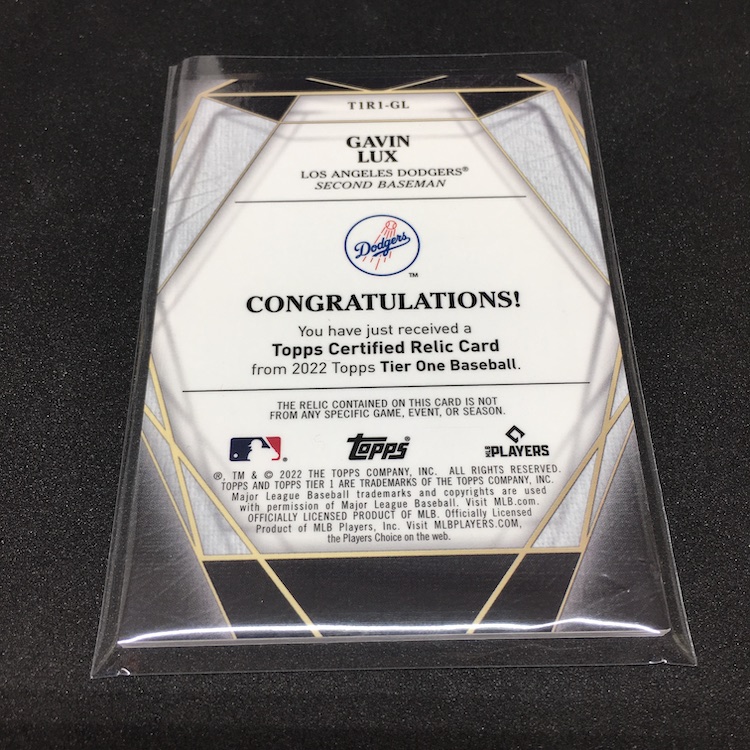 T1R1-GL
GAVIN
LUX
LOS ANGELES DODGERS®
SECOND BASEMAN
Dodgers
TM
CONGRATULATIONS!
You have just received a
Topps Certified Relic Card
from 2022 Topps Tier One Baseball.
THE RELIC CONTAINED ON THIS CARD IS NOT
FROM ANY SPECIFIC GAME, EVENT, OR SEASON.
Topps MLB PLAYERS
®, TM & © 2022 THE TOPPS COMPANY, INC. ALL RIGHTS RESERVED.
TOPPS AND TOPPS TIER 1 ARE TRADEMARKS OF THE TOPPS COMPANY, INC.
Major League Baseball trademarks and copyrights are used
with permission of Major League Baseball. Visit MLB.com.
OFFICIALLY LICENSED PRODUCT OF MLB. Officially Licensed
Product of MLB Players, Inc. Visit MLBPLAYERS.COM,
the Players Choice on the web.